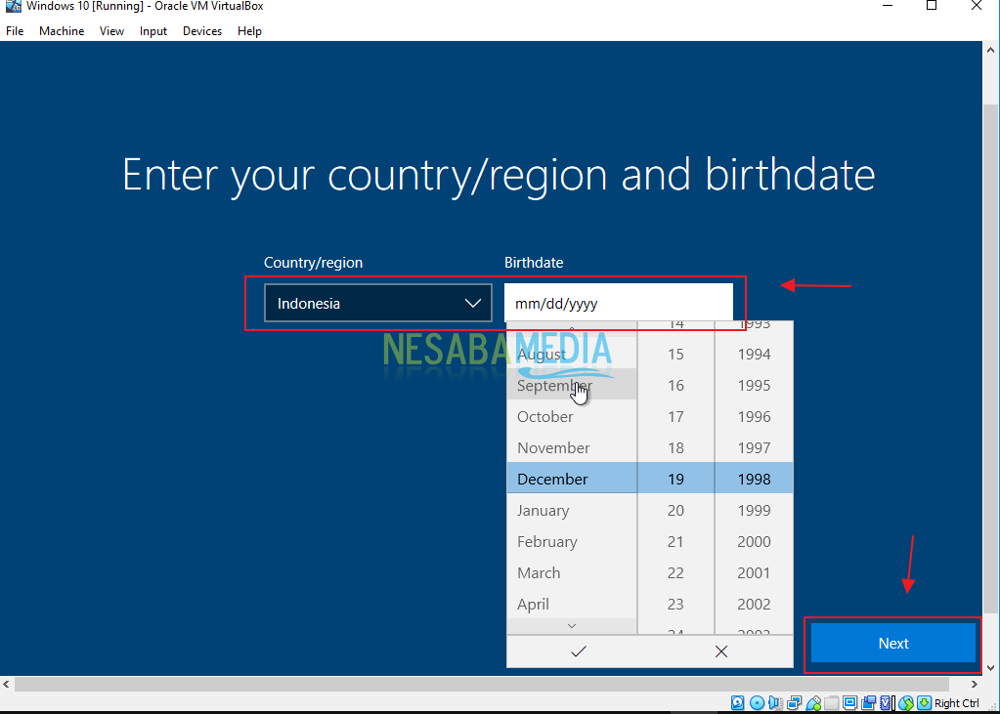 Windows 10 [Running] - Oracle VM VirtualBox
File Machine View Input Devices Help
Enter your country/region and birthdate
Country/region Birthdate
Indonesia mm/dd/yyyy
NESABAMEDIA
14 1993
August 15 1994
September 16 1995
October 17 1996
November 18 1997
December 19 1998
January 20 1999
February 21 2000
March 22 2001
April 23 2002
24 2003
Next
Right Ctrl